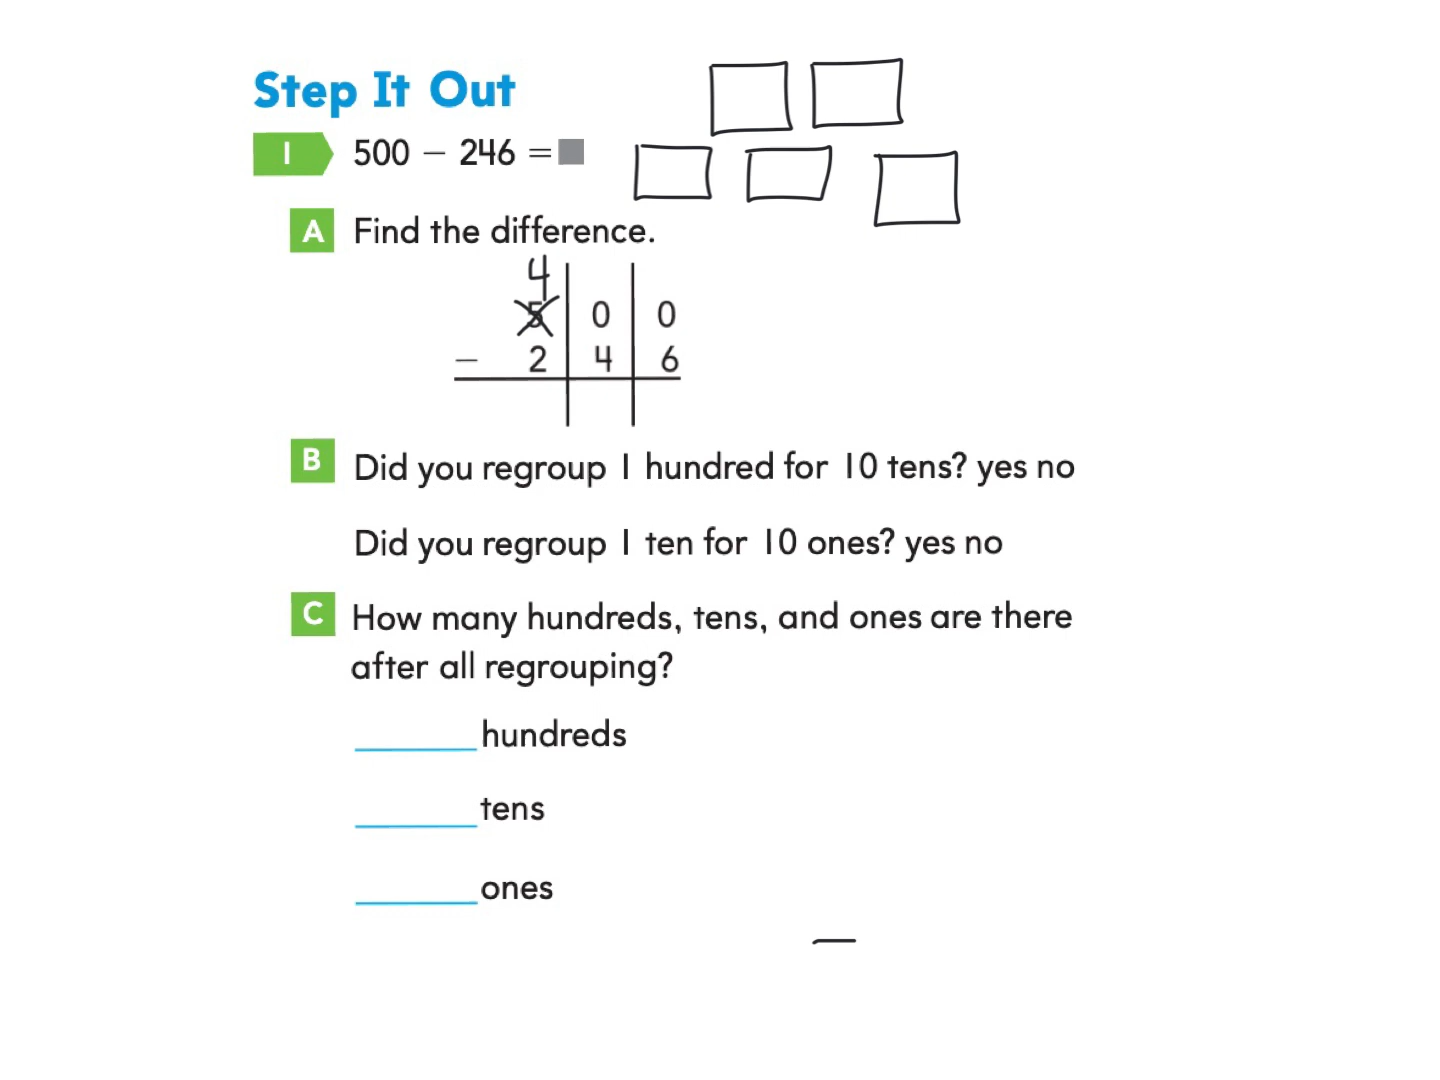 Step It Out
1 500 − 246 = ■
A Find the difference.
4
5 0 0
− 2 4 6
B Did you regroup 1 hundred for 10 tens? yes no
Did you regroup 1 ten for 10 ones? yes no
C How many hundreds, tens, and ones are there
after all regrouping?
hundreds
tens
ones